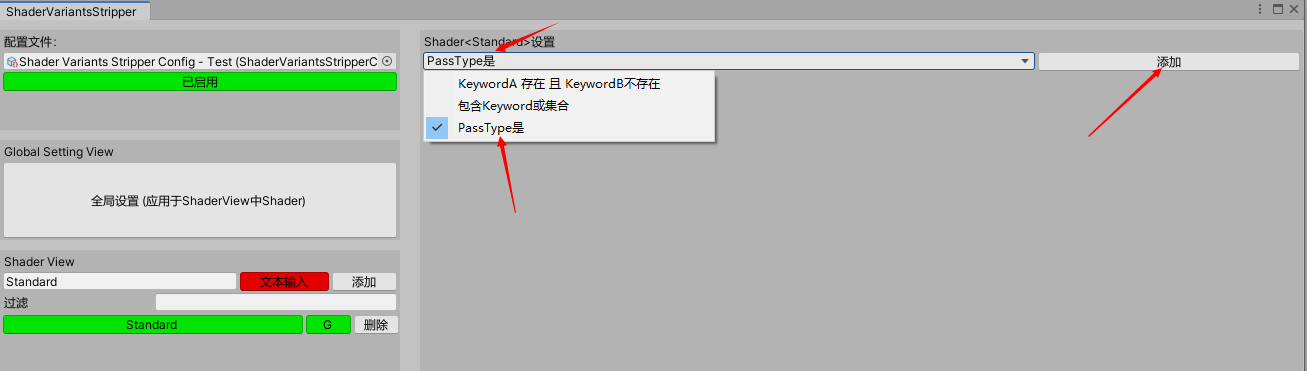 ShaderVariantsStripper
配置文件:
Shader Variants Stripper Config - Test (ShaderVariantsStripperC
已启用
Global Setting View
全局设置 (应用于ShaderView中Shader)
Shader View
Standard
文本输入
添加
过滤
Standard
G
删除
Shader<Standard>设置
PassType是
添加
KeywordA 存在 且 KeywordB不存在
包含Keyword或集合
PassType是